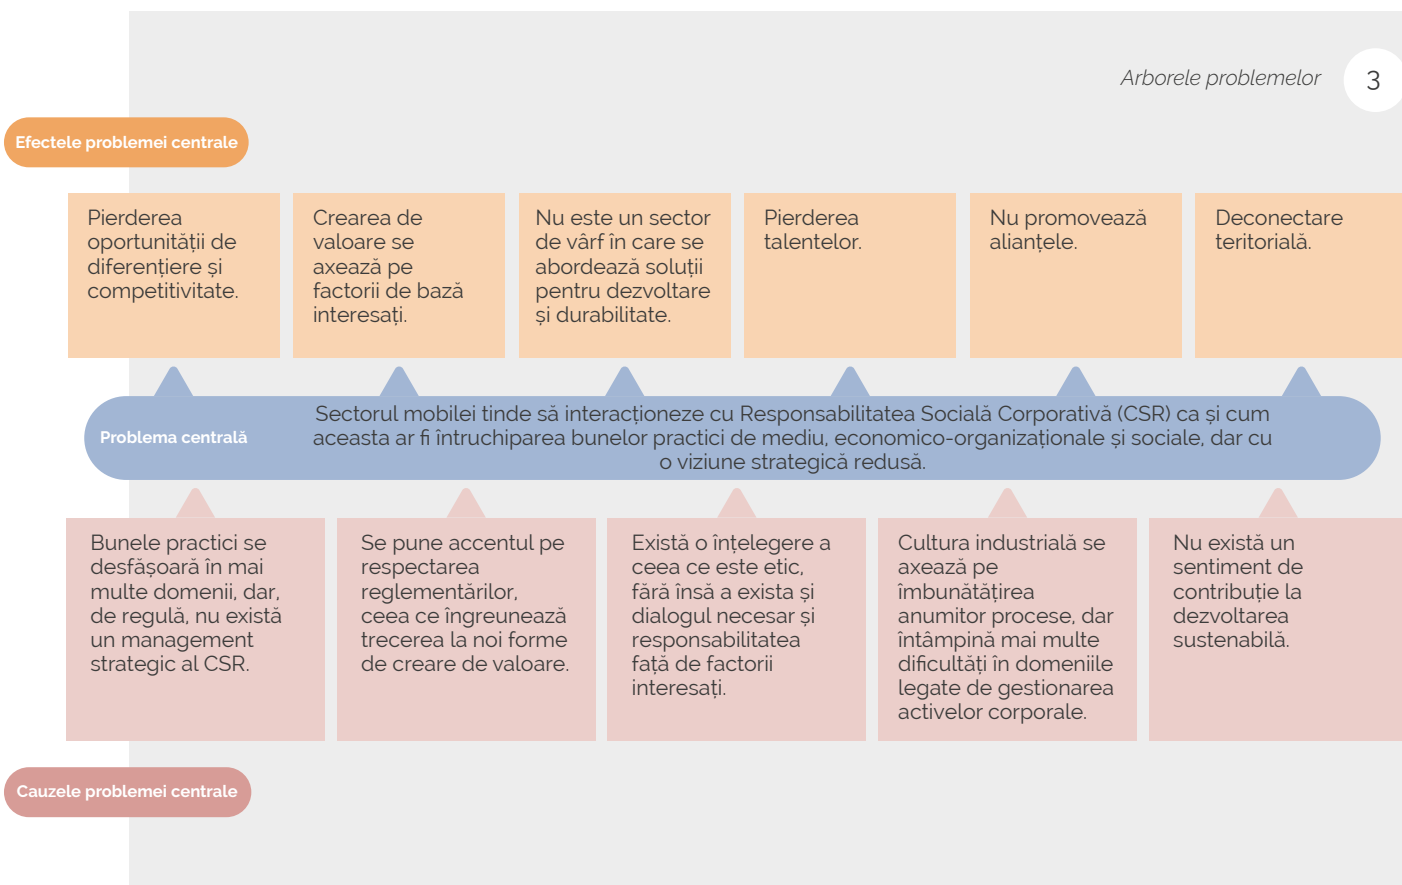 Arborele problemelor
3
Efectele problemei centrale
Pierderea
oportunității de
diferențiere și
competitivitate.
Crearea de
valoare se
axează pe
factorii de bază
interesați.
Nu este un sector
de vârf în care se
abordează soluții
pentru dezvoltare
și durabilitate.
Pierderea
talentelor.
Nu promovează
alianțele.
Deconectare
teritorială.
Problema centrală
Sectorul mobilei tinde să interacționeze cu Responsabilitatea Socială Corporativă (CSR) ca și cum
aceasta ar fi întruchiparea bunelor practici de mediu, economico-organizaționale și sociale, dar cu
o viziune strategică redusă.
Bunele practici se
desfășoară în mai
multe domenii, dar,
de regulă, nu există
un management
strategic al CSR.
Se pune accentul pe
respectarea
reglementărilor,
ceea ce îngreunează
trecerea la noi forme
de creare de valoare.
Există o înțelegere a
ceea ce este etic,
fără însă a exista și
dialogul necesar și
responsabilitatea
față de factorii
interesați.
Cultura industrială se
axează pe
îmbunătățirea
anumitor procese, dar
întâmpină mai multe
dificultăți în domeniile
legate de gestionarea
activelor corporale.
Nu există un
sentiment de
contribuție la
dezvoltarea
sustenabilă.
Cauzele problemei centrale